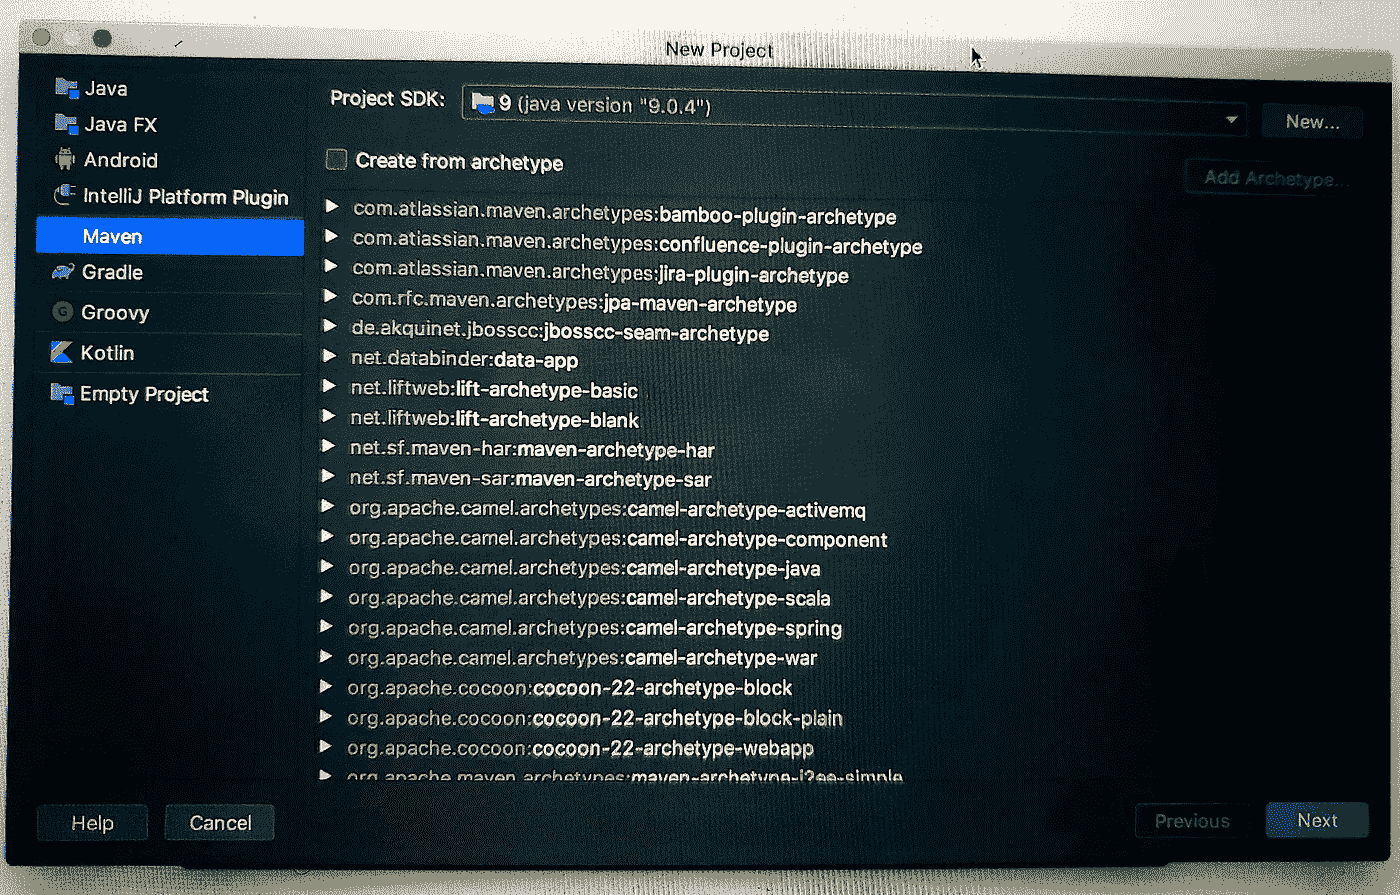 New Project
Java
Java FX
Android
IntelliJ Platform Plugin
Maven
Gradle
G Groovy
Kotlin
Empty Project
Project SDK: 9 (java version "9.0.4") New...
Create from archetype
Add Archetype...
com.atlassian.maven.archetypes:bamboo-plugin-archetype
com.atlassian.maven.archetypes:confluence-plugin-archetype
com.atlassian.maven.archetypes:jira-plugin-archetype
com.rfc.maven.archetypes:jpa-maven-archetype
de.akquinet.jbosscc:jbosscc-seam-archetype
net.databinder:data-app
net.liftweb:lift-archetype-basic
net.liftweb:lift-archetype-blank
net.sf.maven-har:maven-archetype-har
net.sf.maven-sar:maven-archetype-sar
org.apache.camel.archetypes:camel-archetype-activemq
org.apache.camel.archetypes:camel-archetype-component
org.apache.camel.archetypes:camel-archetype-java
org.apache.camel.archetypes:camel-archetype-scala
org.apache.camel.archetypes:camel-archetype-spring
org.apache.camel.archetypes:camel-archetype-war
org.apache.cocoon:cocoon-22-archetype-block
org.apache.cocoon:cocoon-22-archetype-block-plain
org.apache.cocoon:cocoon-22-archetype-webapp
org.apache.maven.archetypes:maven-archetype-j2ee-simple
Help Cancel Previous Next